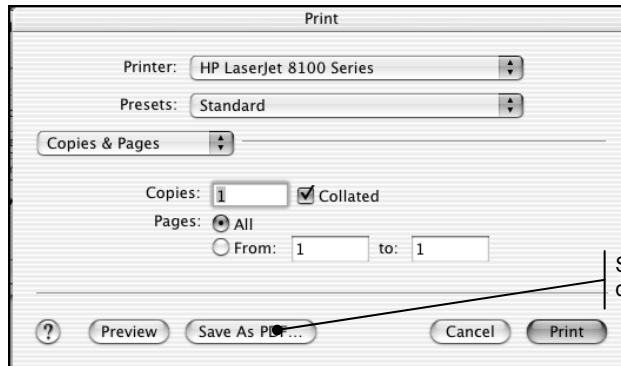 Print
Printer: HP LaserJet 8100 Series
Presets: Standard
Copies & Pages
Copies: 1 Collated
Pages: All
From: 1 to: 1
? Preview Save As PDF... Cancel Print